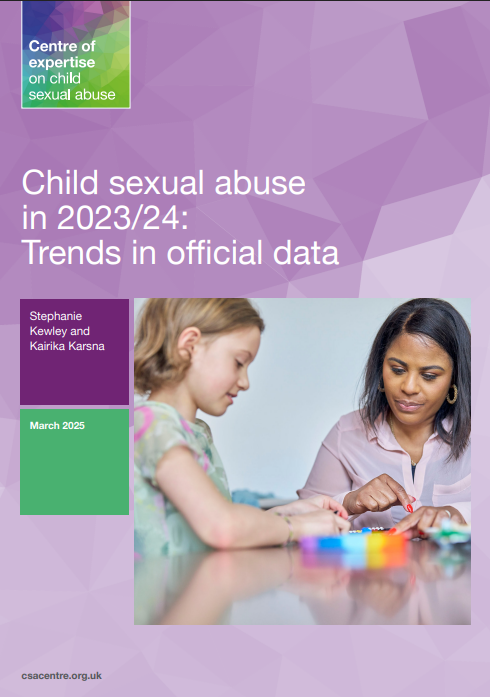 Centre of
expertise
on child
sexual abuse
Child sexual abuse
in 2023/24:
Trends in official data
Stephanie
Kewley and
Kairika Karsna
March 2025
csacentre.org.uk